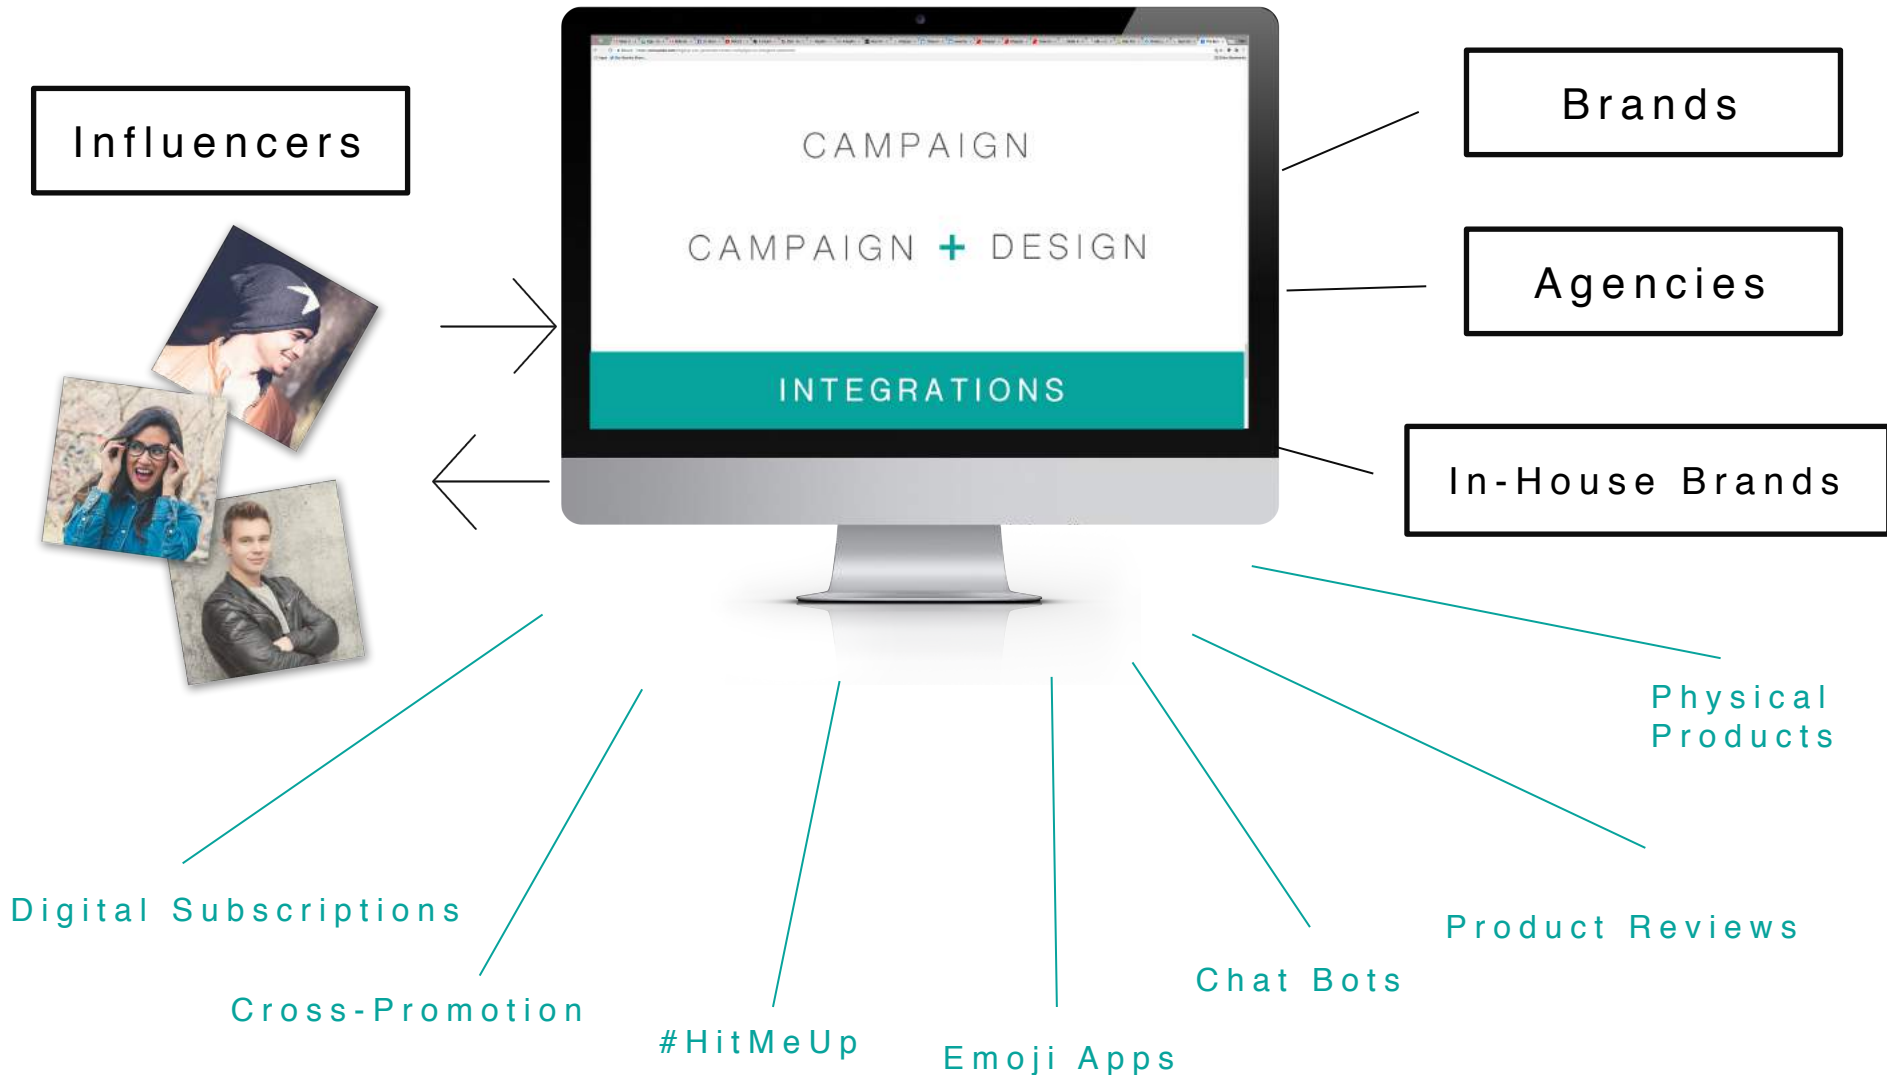 Influencers
CAMPAIGN
CAMPAIGN + DESIGN
INTEGRATIONS
Brands
Agencies
In-House Brands
Physical
Products
Digital Subscriptions
Cross-Promotion
#HitMeUp
Emoji Apps
Chat Bots
Product Reviews